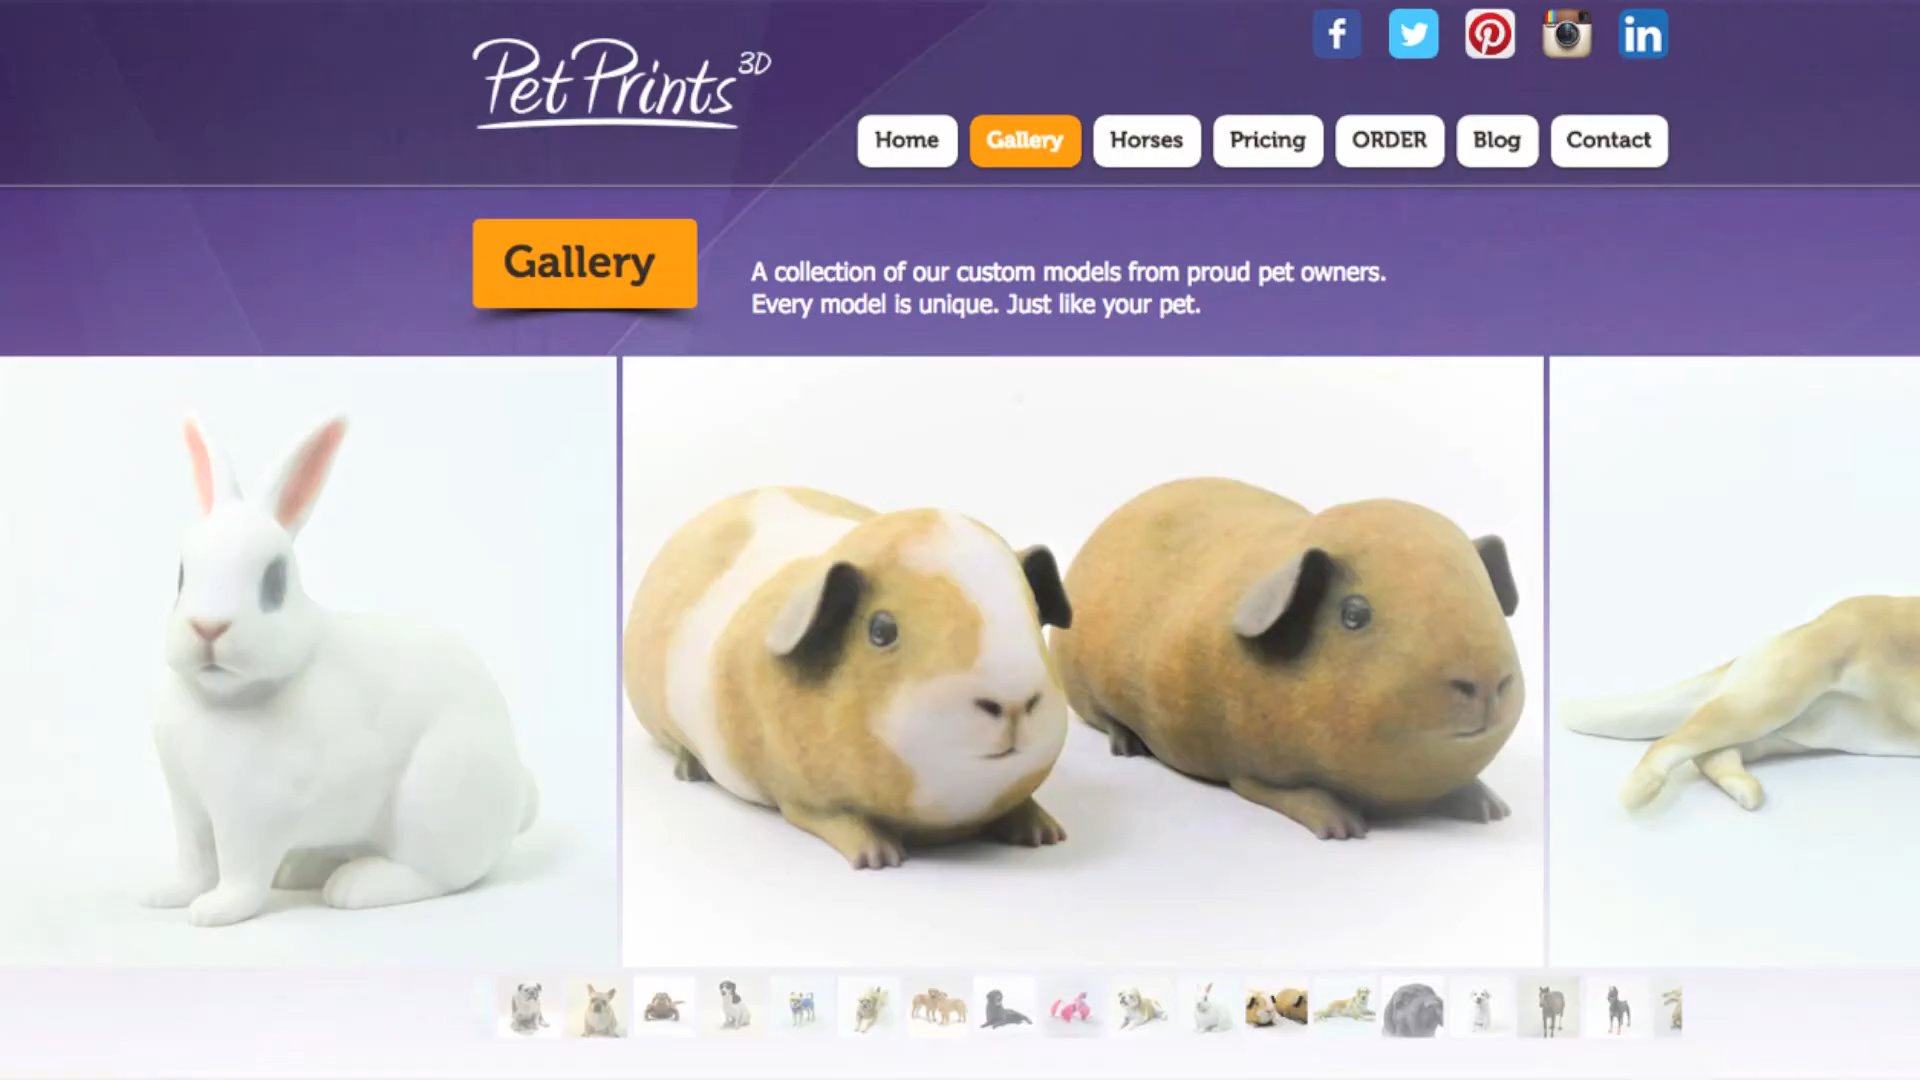 Pet Prints 3D
Home
Gallery
Horses
Pricing
ORDER
Blog
Contact
Gallery
A collection of our custom models from proud pet owners.
Every model is unique. Just like your pet.